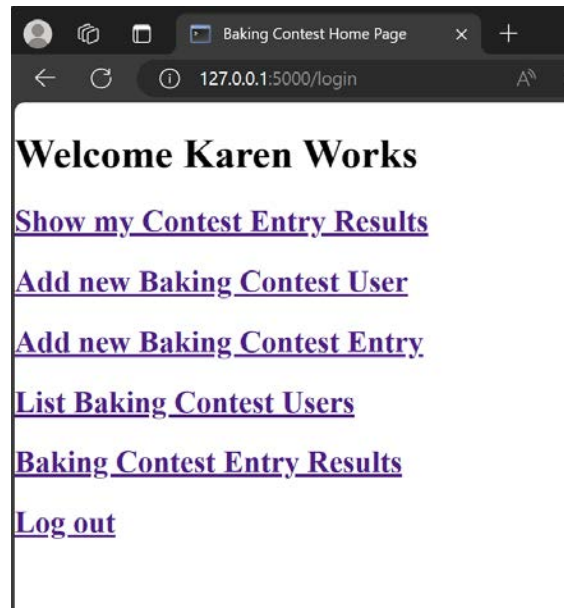 Baking Contest Home Page
127.0.0.1:5000/login
Welcome Karen Works
Show my Contest Entry Results
Add new Baking Contest User
Add new Baking Contest Entry
List Baking Contest Users
Baking Contest Entry Results
Log out